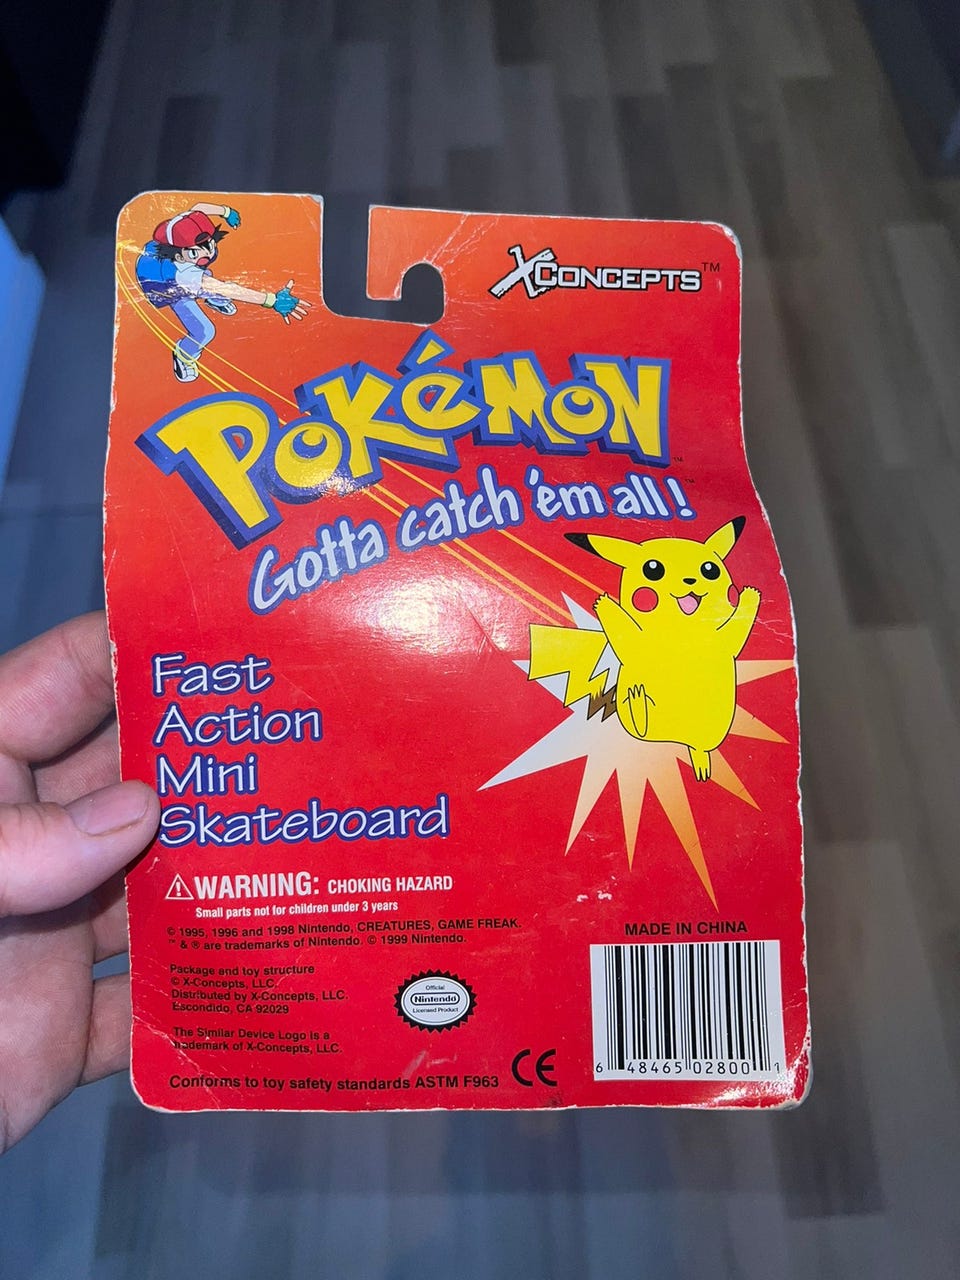 XCONCEPTS™
POKéMON™
Gotta catch 'em all!™
Fast
Action
Mini
Skateboard
WARNING: CHOKING HAZARD
Small parts not for children under 3 years
© 1995, 1996 and 1998 Nintendo, CREATURES, GAME FREAK.
™ & ® are trademarks of Nintendo. © 1999 Nintendo.
Package and toy structure
© X-Concepts, LLC.
Distributed by X-Concepts, LLC.
Escondido, CA 92029
The Similar Device Logo is a
trademark of X-Concepts, LLC.
Conforms to toy safety standards ASTM F963
Official
Nintendo
Licensed Product
CE
MADE IN CHINA
6 48465 02800 1